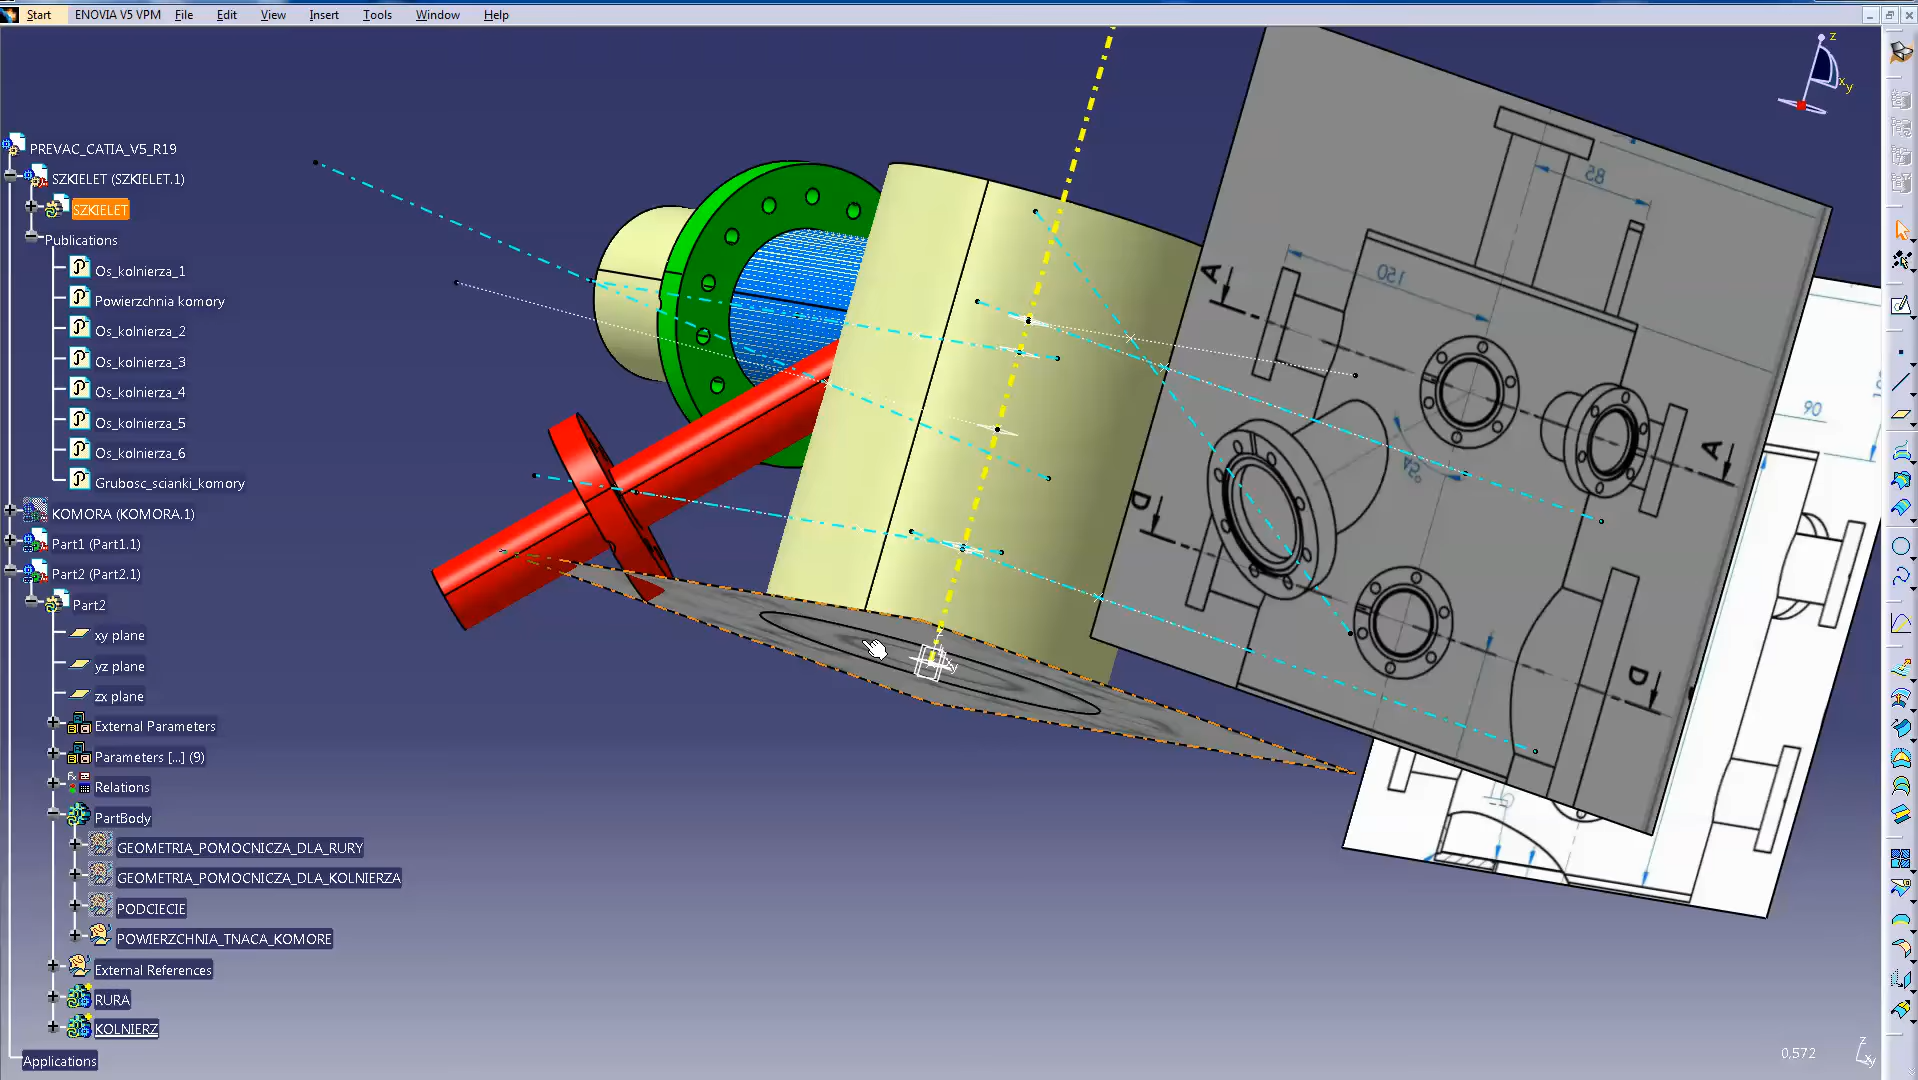 Start
ENOVIA V5 VPM
File
Edit
View
Insert
Tools
Window
Help
z
x
y
PREVAC_CATIA_V5_R19
SZKIELET (SZKIELET.1)
SZKIELET
Publications
Os_kolnierza_1
Powierzchnia komory
Os_kolnierza_2
Os_kolnierza_3
Os_kolnierza_4
Os_kolnierza_5
Os_kolnierza_6
Grubosc_scianki_komory
KOMORA (KOMORA.1)
Part1 (Part1.1)
Part2 (Part2.1)
Part2
xy plane
yz plane
zx plane
External Parameters
Parameters [...] (9)
Relations
PartBody
GEOMETRIA_POMOCNICZA_DLA_RURY
GEOMETRIA_POMOCNICZA_DLA_KOLNIERZA
PODCIECIE
POWIERZCHNIA_TNACA_KOMORE
External References
RURA
KOLNIERZ
Applications
85
150
A
A
D
D
90
0,572
z
x
y